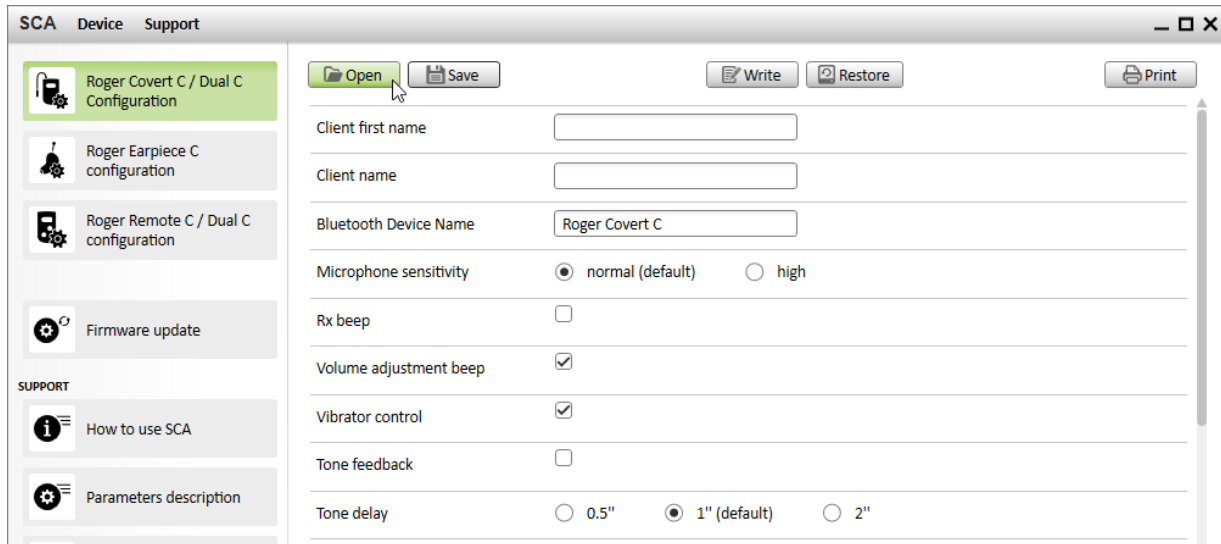 SCA Device Support
Roger Covert C / Dual C
Configuration
Roger Earpiece C
configuration
Roger Remote C / Dual C
configuration
Firmware update
SUPPORT
How to use SCA
Parameters description
Open Save Write Restore Print
Client first name
Client name
Bluetooth Device Name Roger Covert C
Microphone sensitivity normal (default) high
Rx beep
Volume adjustment beep
Vibrator control
Tone feedback
Tone delay 0.5" 1" (default) 2"